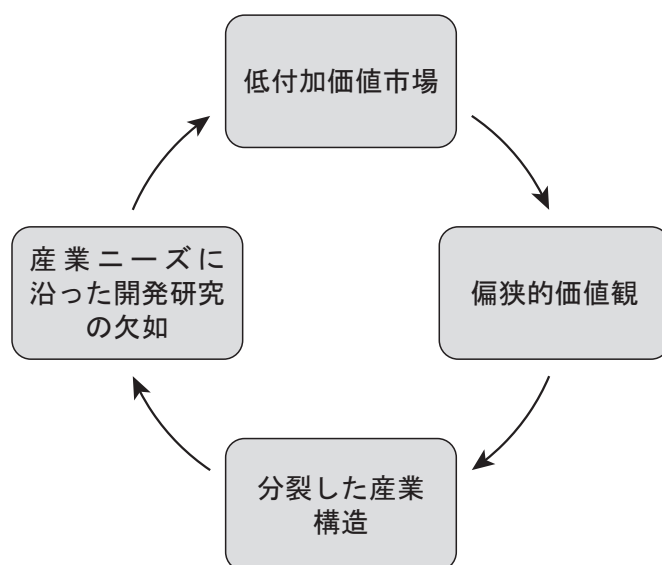 低付加価値市場
偏狭的価値観
分裂した産業
構造
産業ニーズに
沿った開発研究
の欠如